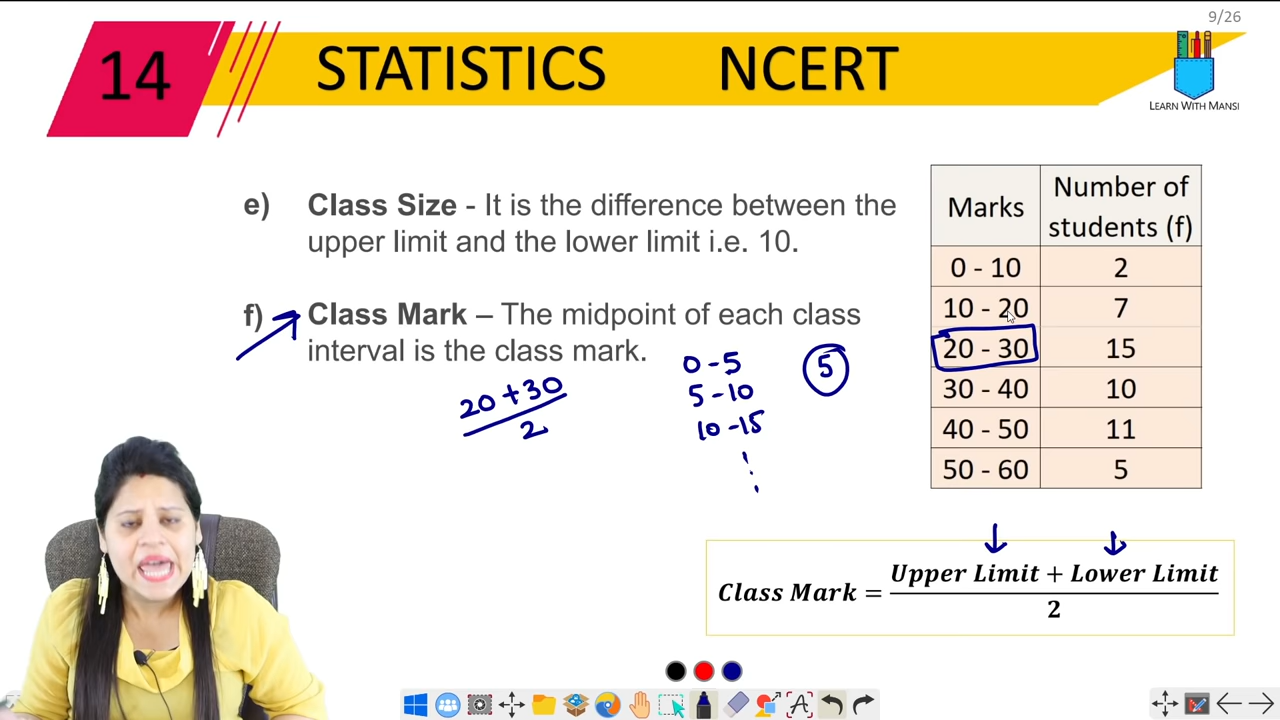 9/26
14 STATISTICS NCERT
LEARN WITH MANSI
e) Class Size - It is the difference between the
upper limit and the lower limit i.e. 10.
f) Class Mark – The midpoint of each class
interval is the class mark.
20 + 30
2
0 - 5
5 - 10
10 - 15
5
Marks Number of students (f)
0 - 10 2
10 - 20 7
20 - 30 15
30 - 40 10
40 - 50 11
50 - 60 5
Class Mark = Upper Limit + Lower Limit
2